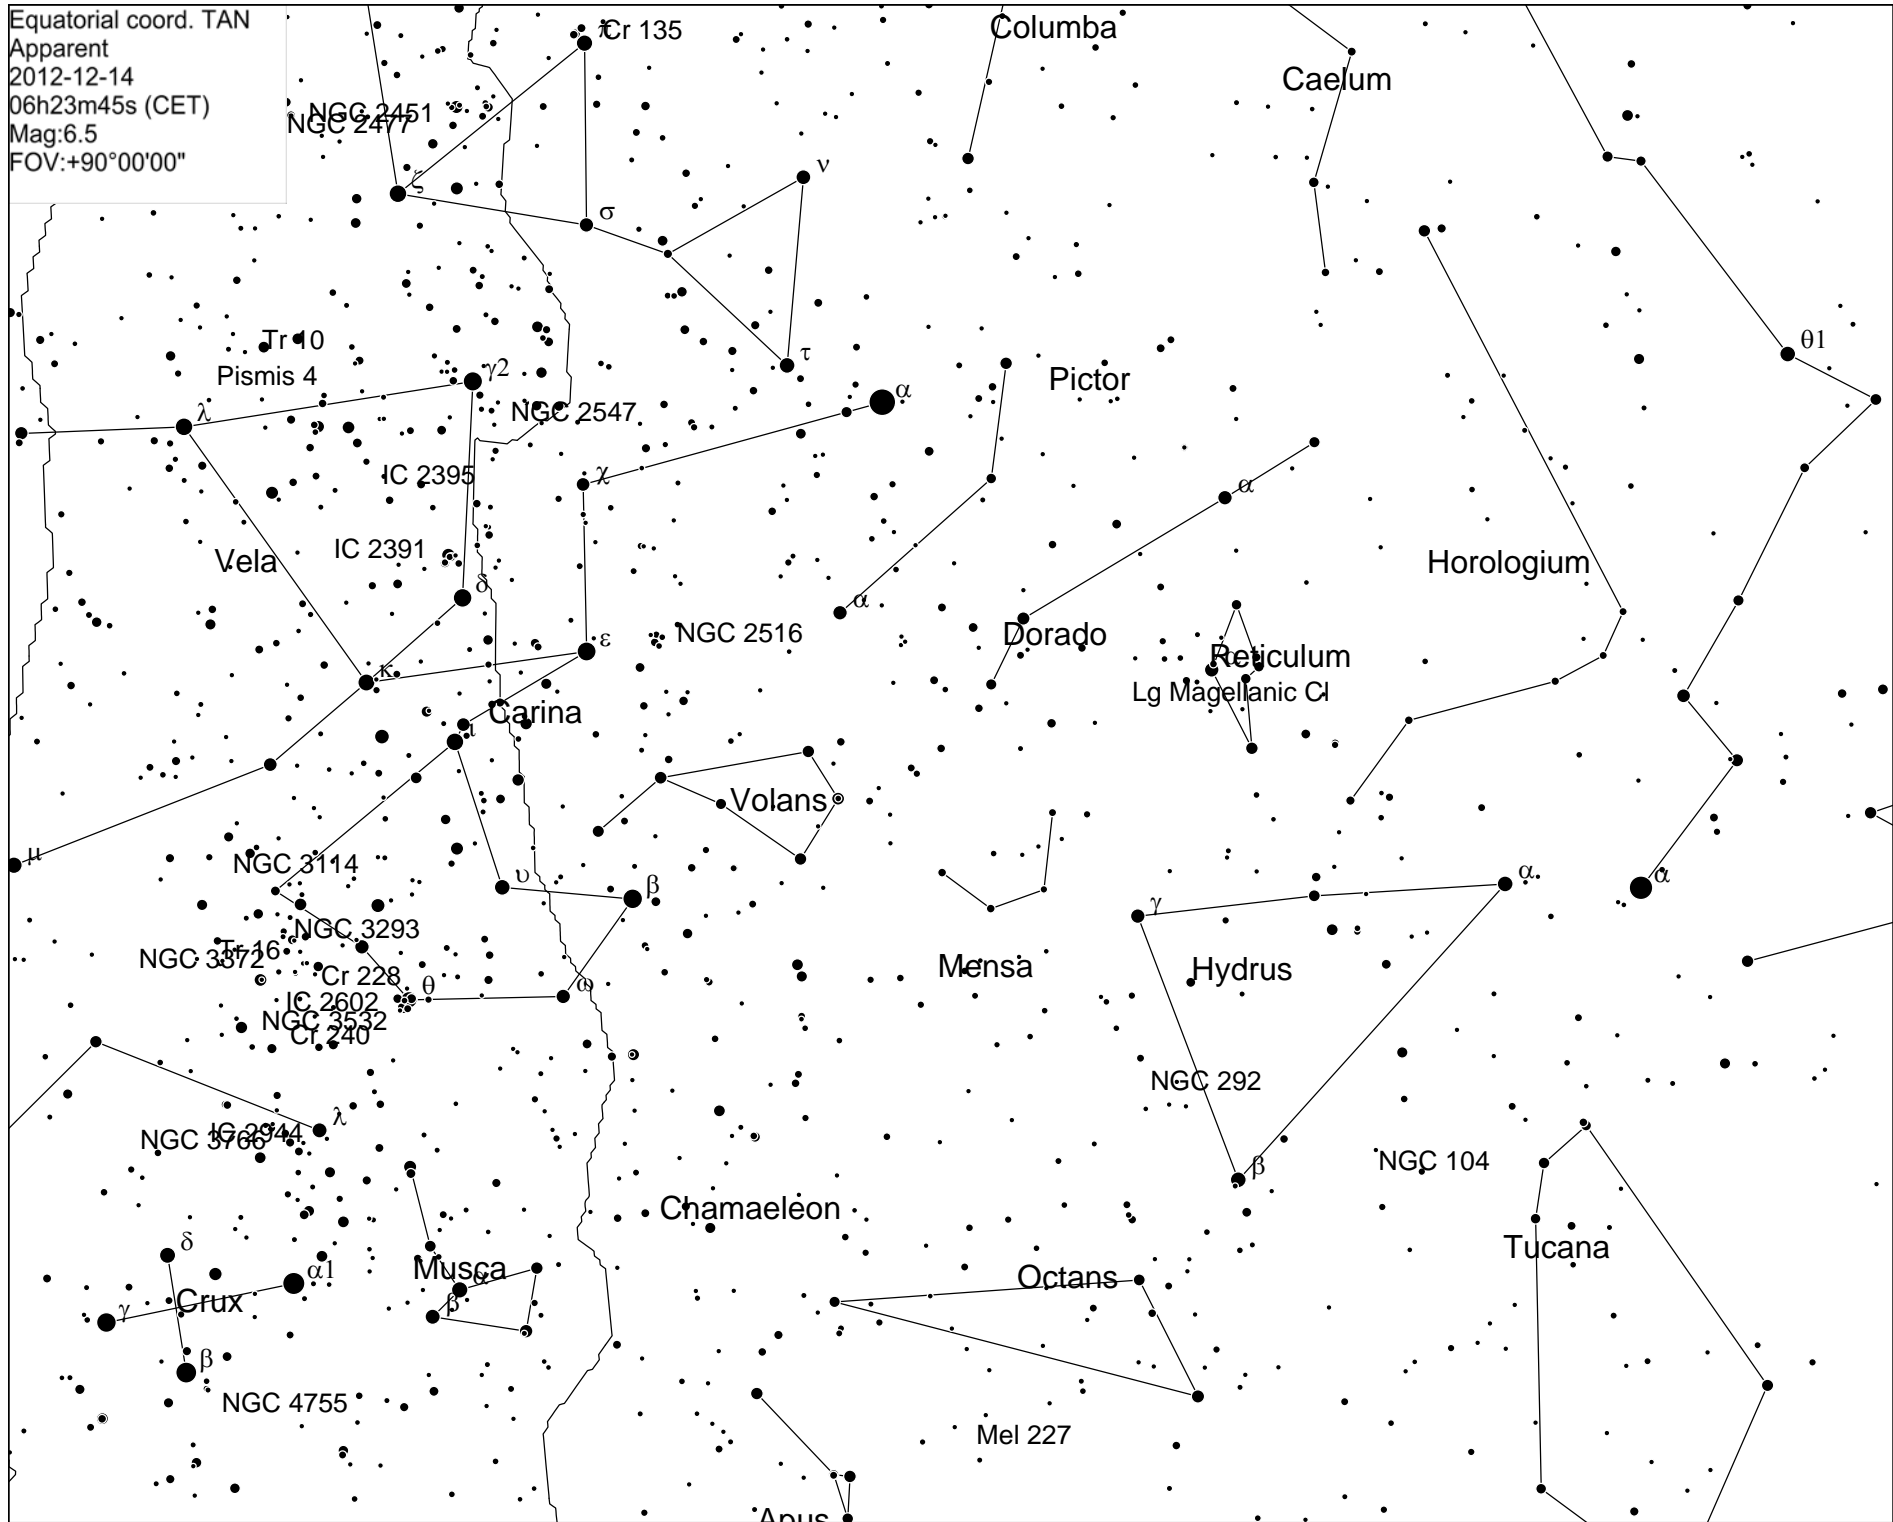 Equatorial coord. TAN
Apparent
2012-12-14
06h23m45s (CET)
Mag:6.5
FOV:+90°00'00"
π
Cr 135
Columba
Caelum
NGC 2451
NGC 2477
ζ
ν
σ
Tr 10
Pismis 4
γ2
τ
θ1
Pictor
α
λ
NGC 2547
IC 2395
χ
α
Vela
IC 2391
Horologium
δ
α
NGC 2516
ε
Dorado
Reticulum
α
κ
Lg Magellanic Cl
Carina
ι
Volans
μ
NGC 3114
υ
β
α
α
γ
NGC 3293
Tr 16
NGC 3372
Cr 228
Mensa
Hydrus
θ
ω
IC 2602
NGC 3532
Cr 240
NGC 292
λ
IC 2944
NGC 3766
β
NGC 104
Chamaeleon
δ
Tucana
α1
Musca
α
Octans
Crux
γ
β
β
NGC 4755
Mel 227
Apus